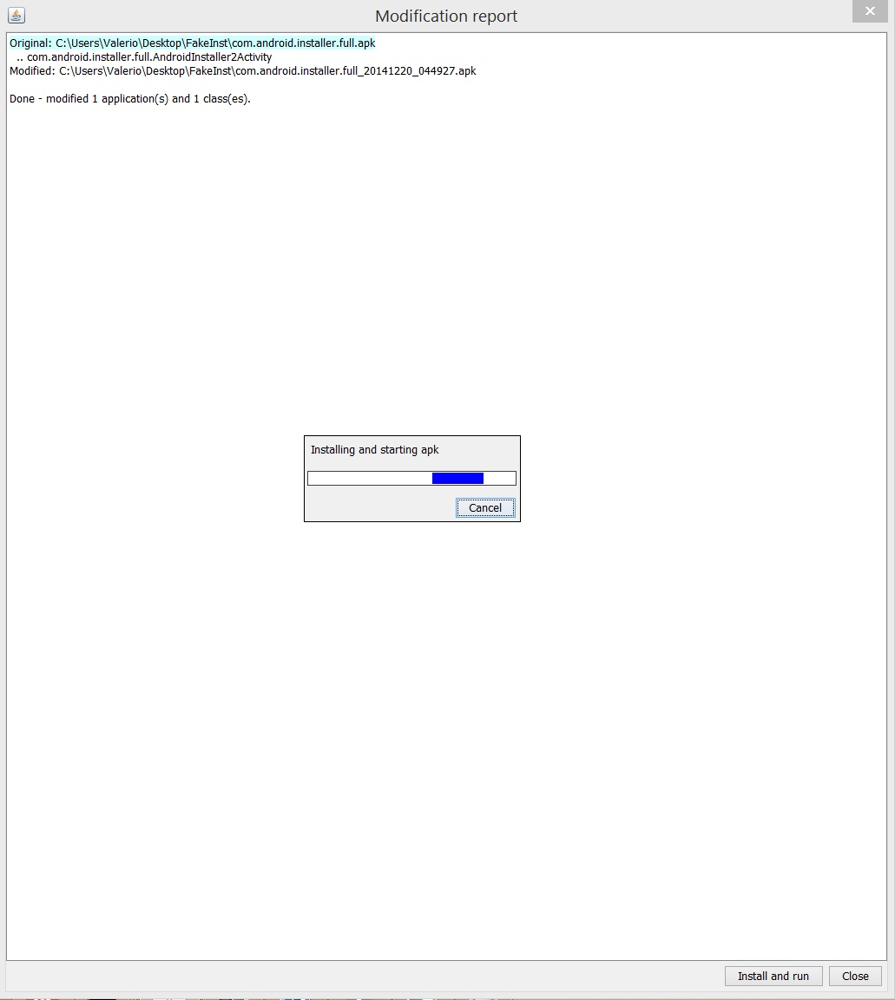 Modification report
Original: C:\Users\Valerio\Desktop\FakeInst\com.android.installer.full.apk
.. com.android.installer.full.AndroidInstaller2Activity
Modified: C:\Users\Valerio\Desktop\FakeInst\com.android.installer.full_20141220_044927.apk
Done - modified 1 application(s) and 1 class(es).
Installing and starting apk
Cancel
Install and run
Close